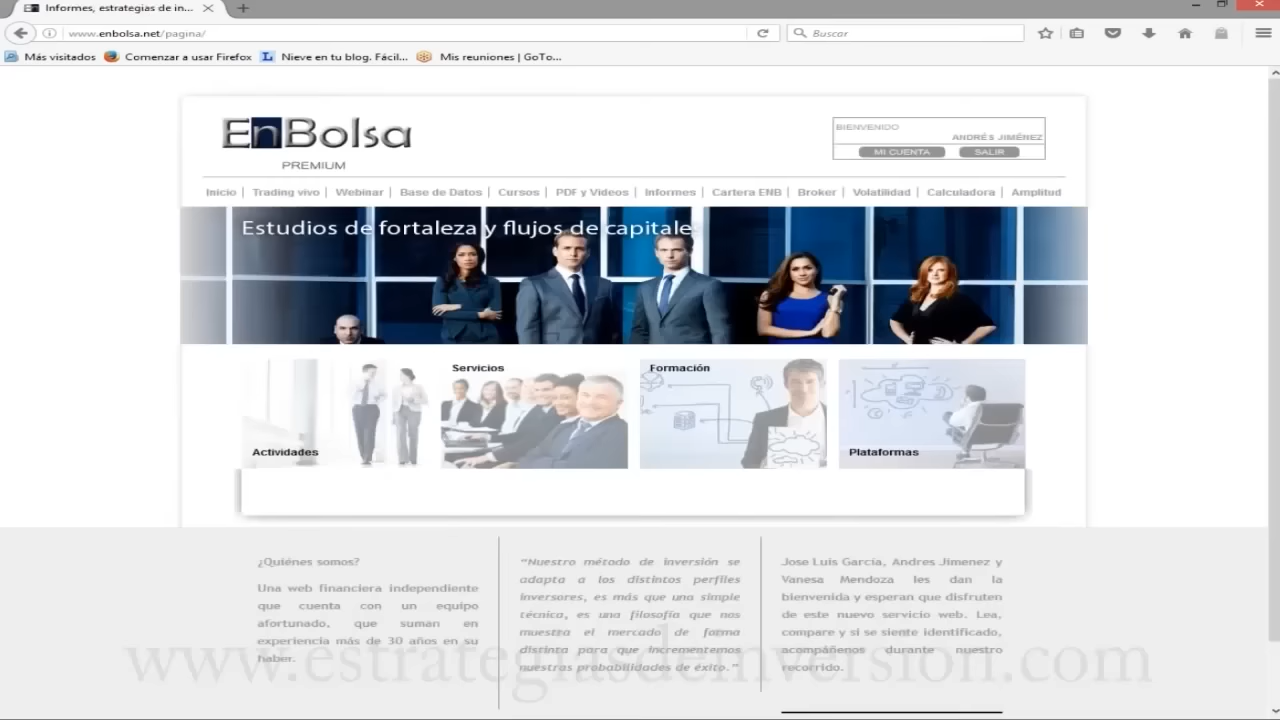 Informes, estrategias de in...
www.enbolsa.net/pagina/
Buscar
Más visitados
Comenzar a usar Firefox
Nieve en tu blog. Fácil...
Mis reuniones | GoTo...
EnBolsa
PREMIUM
BIENVENIDO
ANDRÉS JIMÉNEZ
MI CUENTA
SALIR
Inicio | Trading vivo | Webinar | Base de Datos | Cursos | PDF y Videos | Informes | Cartera ENB | Broker | Volatilidad | Calculadora | Amplitud
Estudios de fortaleza y flujos de capitales
Actividades
Servicios
Formación
Plataformas
¿Quiénes somos?
Una web financiera independiente
que cuenta con un equipo
afortunado, que suman en
experiencia más de 30 años en su
haber.
"Nuestro método de inversión se
adapta a los distintos perfiles
inversores, es más que una simple
técnica, es una filosofía que nos
muestra el mercado de forma
distinta para que incrementemos
nuestras probabilidades de éxito."
Jose Luis García, Andres Jimenez y
Vanesa Mendoza les dan la
bienvenida y esperan que disfruten
de este nuevo servicio web. Lea,
compare y si se siente identificado,
acompáñenos durante nuestro
recorrido.
www.estrategiasdeinversion.com